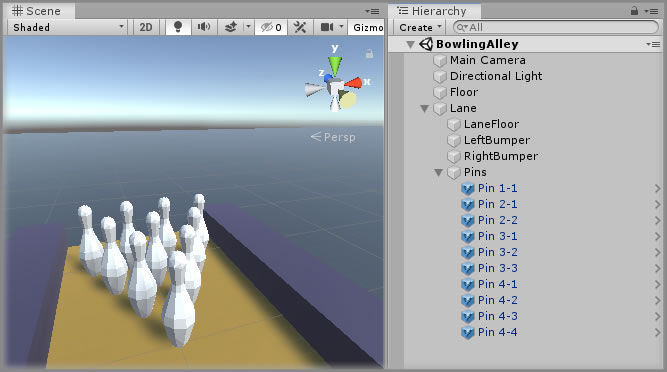 Scene
Shaded 2D 0 Gizmo
y
z x
Persp
Hierarchy
Create All
BowlingAlley
Main Camera
Directional Light
Floor
Lane
LaneFloor
LeftBumper
RightBumper
Pins
Pin 1-1
Pin 2-1
Pin 2-2
Pin 3-1
Pin 3-2
Pin 3-3
Pin 4-1
Pin 4-2
Pin 4-3
Pin 4-4